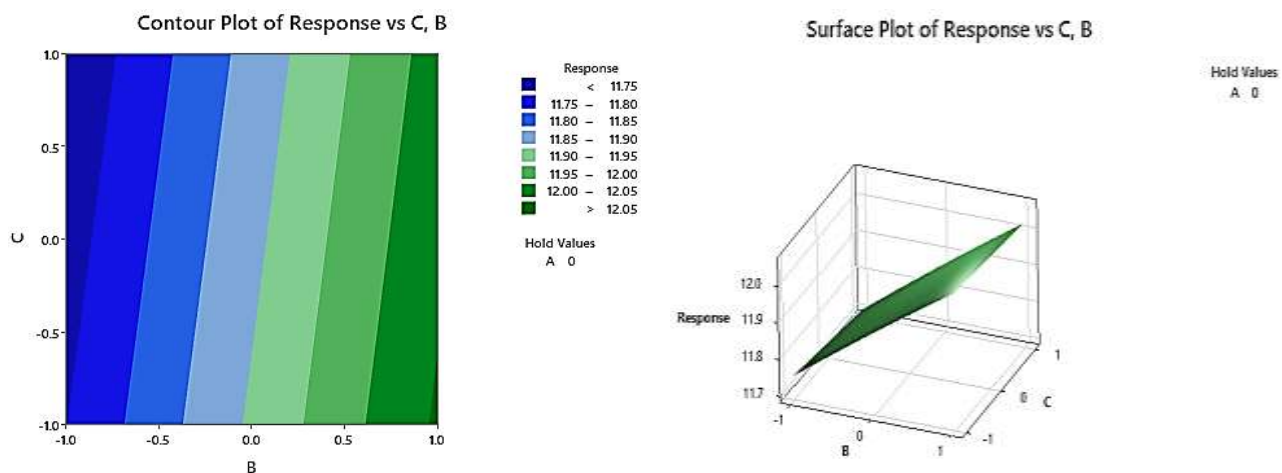 Contour Plot of Response vs C, B
1.0
0.5
0.0
-0.5
-1.0
C
-1.0
-0.5
0.0
0.5
1.0
B
Response
< 11.75
11.75 – 11.80
11.80 – 11.85
11.85 – 11.90
11.90 – 11.95
11.95 – 12.00
12.00 – 12.05
> 12.05
Hold Values
A 0
Surface Plot of Response vs C, B
Hold Values
A 0
12.0
11.9
Response
11.8
11.7
-1
0
1
B
-1
0
1
C